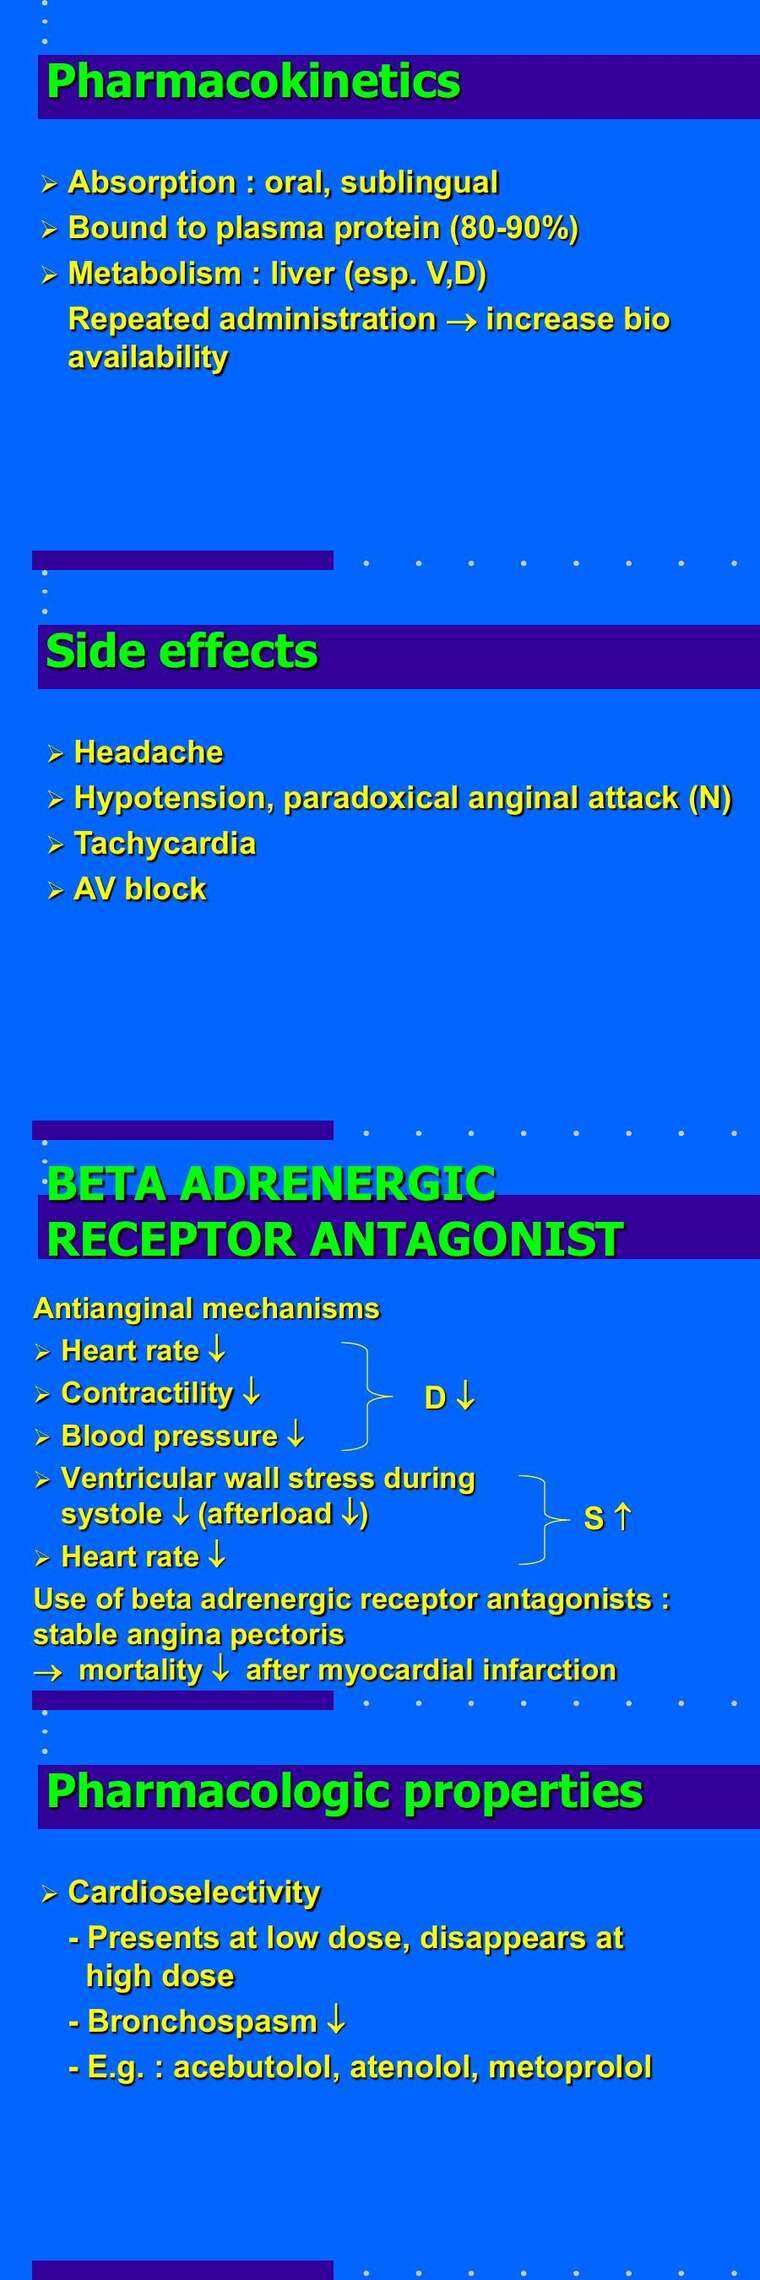 Pharmacokinetics
➢ Absorption : oral, sublingual
➢ Bound to plasma protein (80-90%)
➢ Metabolism : liver (esp. V,D)
Repeated administration → increase bio
availability
Side effects
➢ Headache
➢ Hypotension, paradoxical anginal attack (N)
➢ Tachycardia
➢ AV block
BETA ADRENERGIC
RECEPTOR ANTAGONIST
Antianginal mechanisms
➢ Heart rate ↓
➢ Contractility ↓
D ↓
➢ Blood pressure ↓
➢ Ventricular wall stress during
systole ↓ (afterload ↓)
S ↑
➢ Heart rate ↓
Use of beta adrenergic receptor antagonists :
stable angina pectoris
→ mortality ↓ after myocardial infarction
Pharmacologic properties
➢ Cardioselectivity
- Presents at low dose, disappears at
high dose
- Bronchospasm ↓
- E.g. : acebutolol, atenolol, metoprolol